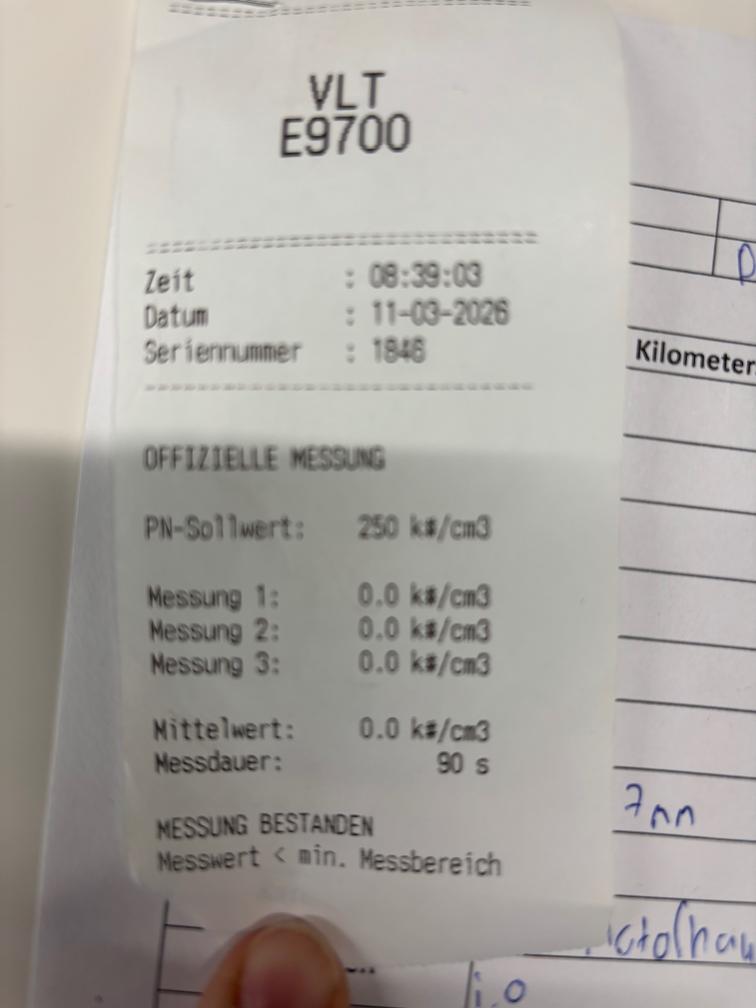 VLT
E9700
Zeit : 08:39:03
Datum : 11-03-2026
Seriennummer : 1846
OFFIZIELLE MESSUNG
PN-Sollwert: 250 k#/cm3
Messung 1: 0.0 k#/cm3
Messung 2: 0.0 k#/cm3
Messung 3: 0.0 k#/cm3
Mittelwert: 0.0 k#/cm3
Messdauer: 90 s
MESSUNG BESTANDEN
Messwert < min. Messbereich
Kilometer
i.o